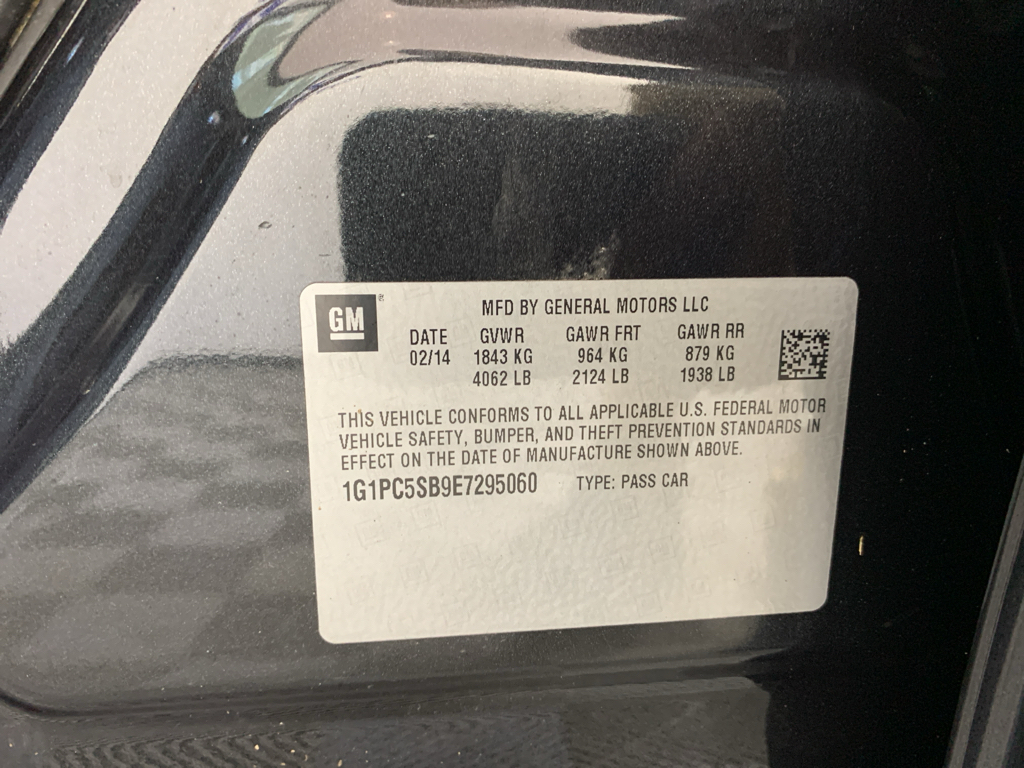 GM ®
MFD BY GENERAL MOTORS LLC
DATE GVWR GAWR FRT GAWR RR
02/14 1843 KG 964 KG 879 KG
4062 LB 2124 LB 1938 LB
THIS VEHICLE CONFORMS TO ALL APPLICABLE U.S. FEDERAL MOTOR
VEHICLE SAFETY, BUMPER, AND THEFT PREVENTION STANDARDS IN
EFFECT ON THE DATE OF MANUFACTURE SHOWN ABOVE.
1G1PC5SB9E7295060 TYPE: PASS CAR